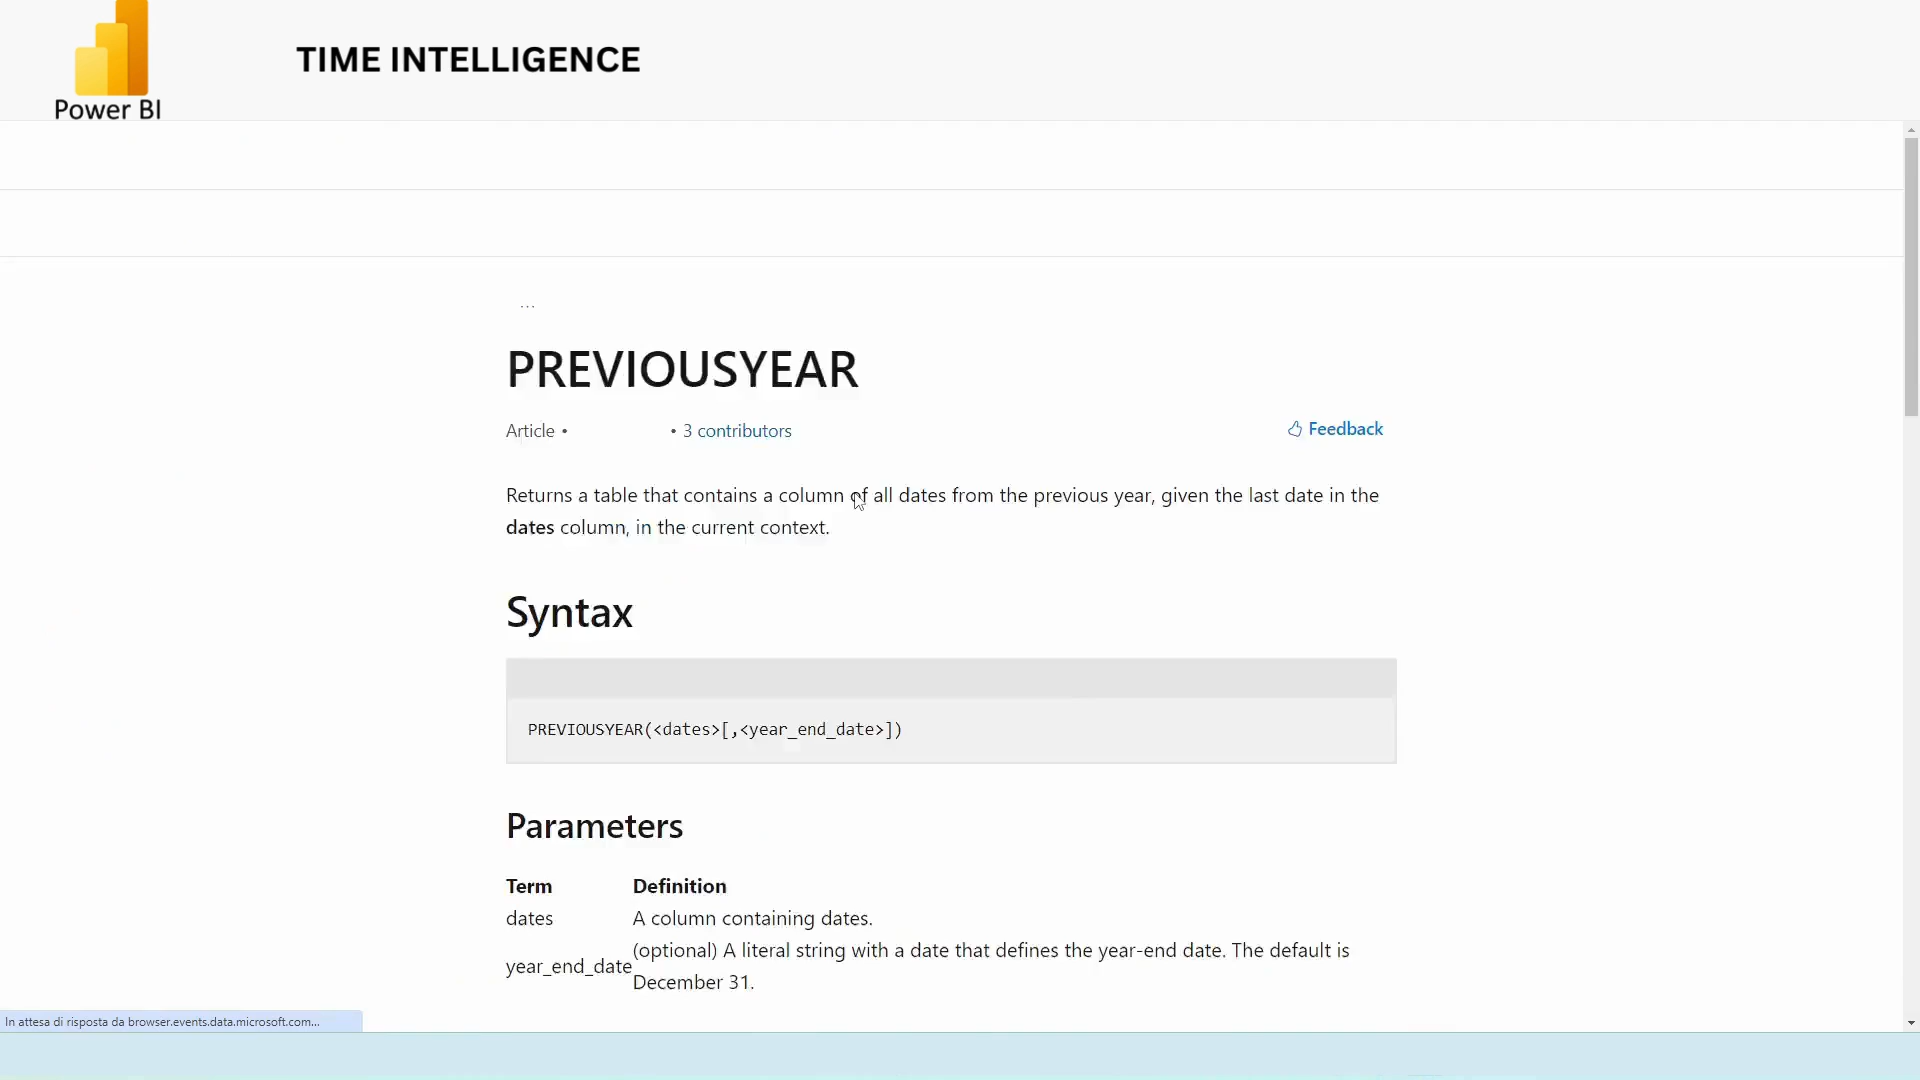 Power BI
TIME INTELLIGENCE
...
PREVIOUSYEAR
Article •
• 3 contributors
Feedback
Returns a table that contains a column of all dates from the previous year, given the last date in the
dates column, in the current context.
Syntax
PREVIOUSYEAR(<dates>[,<year_end_date>])
Parameters
Term Definition
dates A column containing dates.
year_end_date (optional) A literal string with a date that defines the year-end date. The default is
December 31.
In attesa di risposta da browser.events.data.microsoft.com...